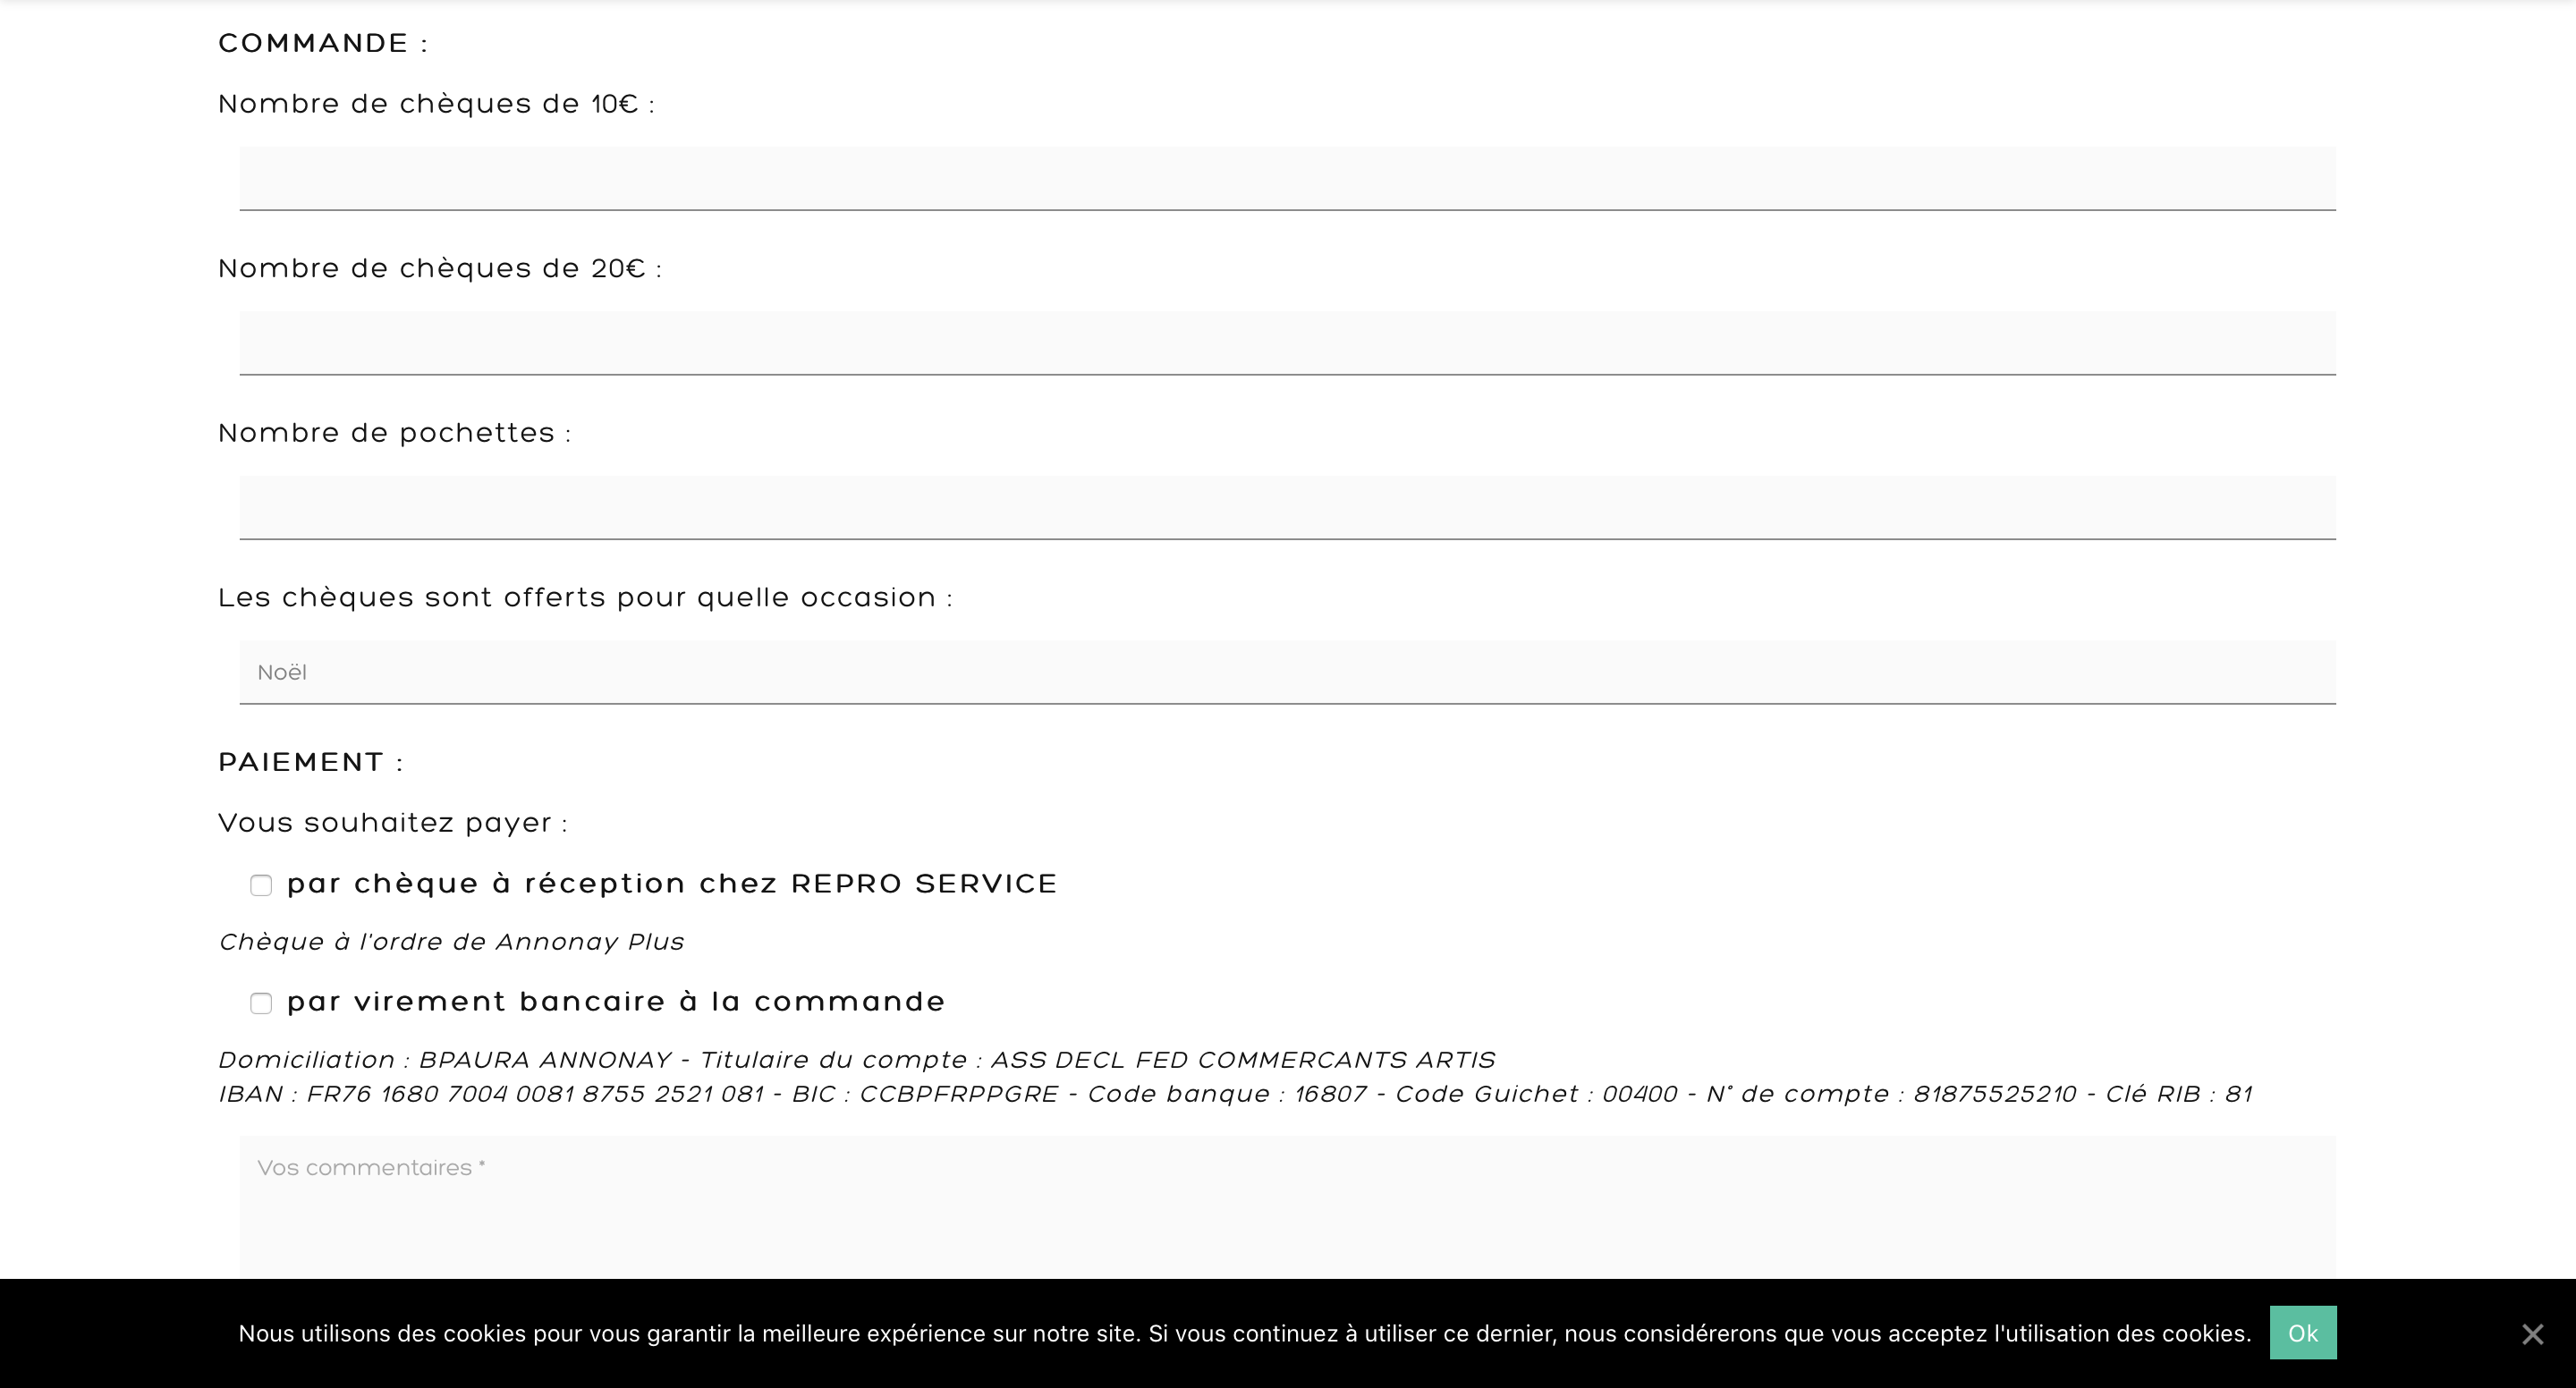 COMMANDE :
Nombre de chèques de 10€ :
Nombre de chèques de 20€ :
Nombre de pochettes :
Les chèques sont offerts pour quelle occasion :
Noël
PAIEMENT :
Vous souhaitez payer :
par chèque à réception chez REPRO SERVICE
Chèque à l'ordre de Annonay Plus
par virement bancaire à la commande
Domiciliation : BPAURA ANNONAY - Titulaire du compte : ASS DECL FED COMMERCANTS ARTIS
IBAN : FR76 1680 7004 0081 8755 2521 081 - BIC : CCBPFRPPGRE - Code banque : 16807 - Code Guichet : 00400 - N° de compte : 81875525210 - Clé RIB : 81
Vos commentaires *
Nous utilisons des cookies pour vous garantir la meilleure expérience sur notre site. Si vous continuez à utiliser ce dernier, nous considérerons que vous acceptez l'utilisation des cookies. Ok